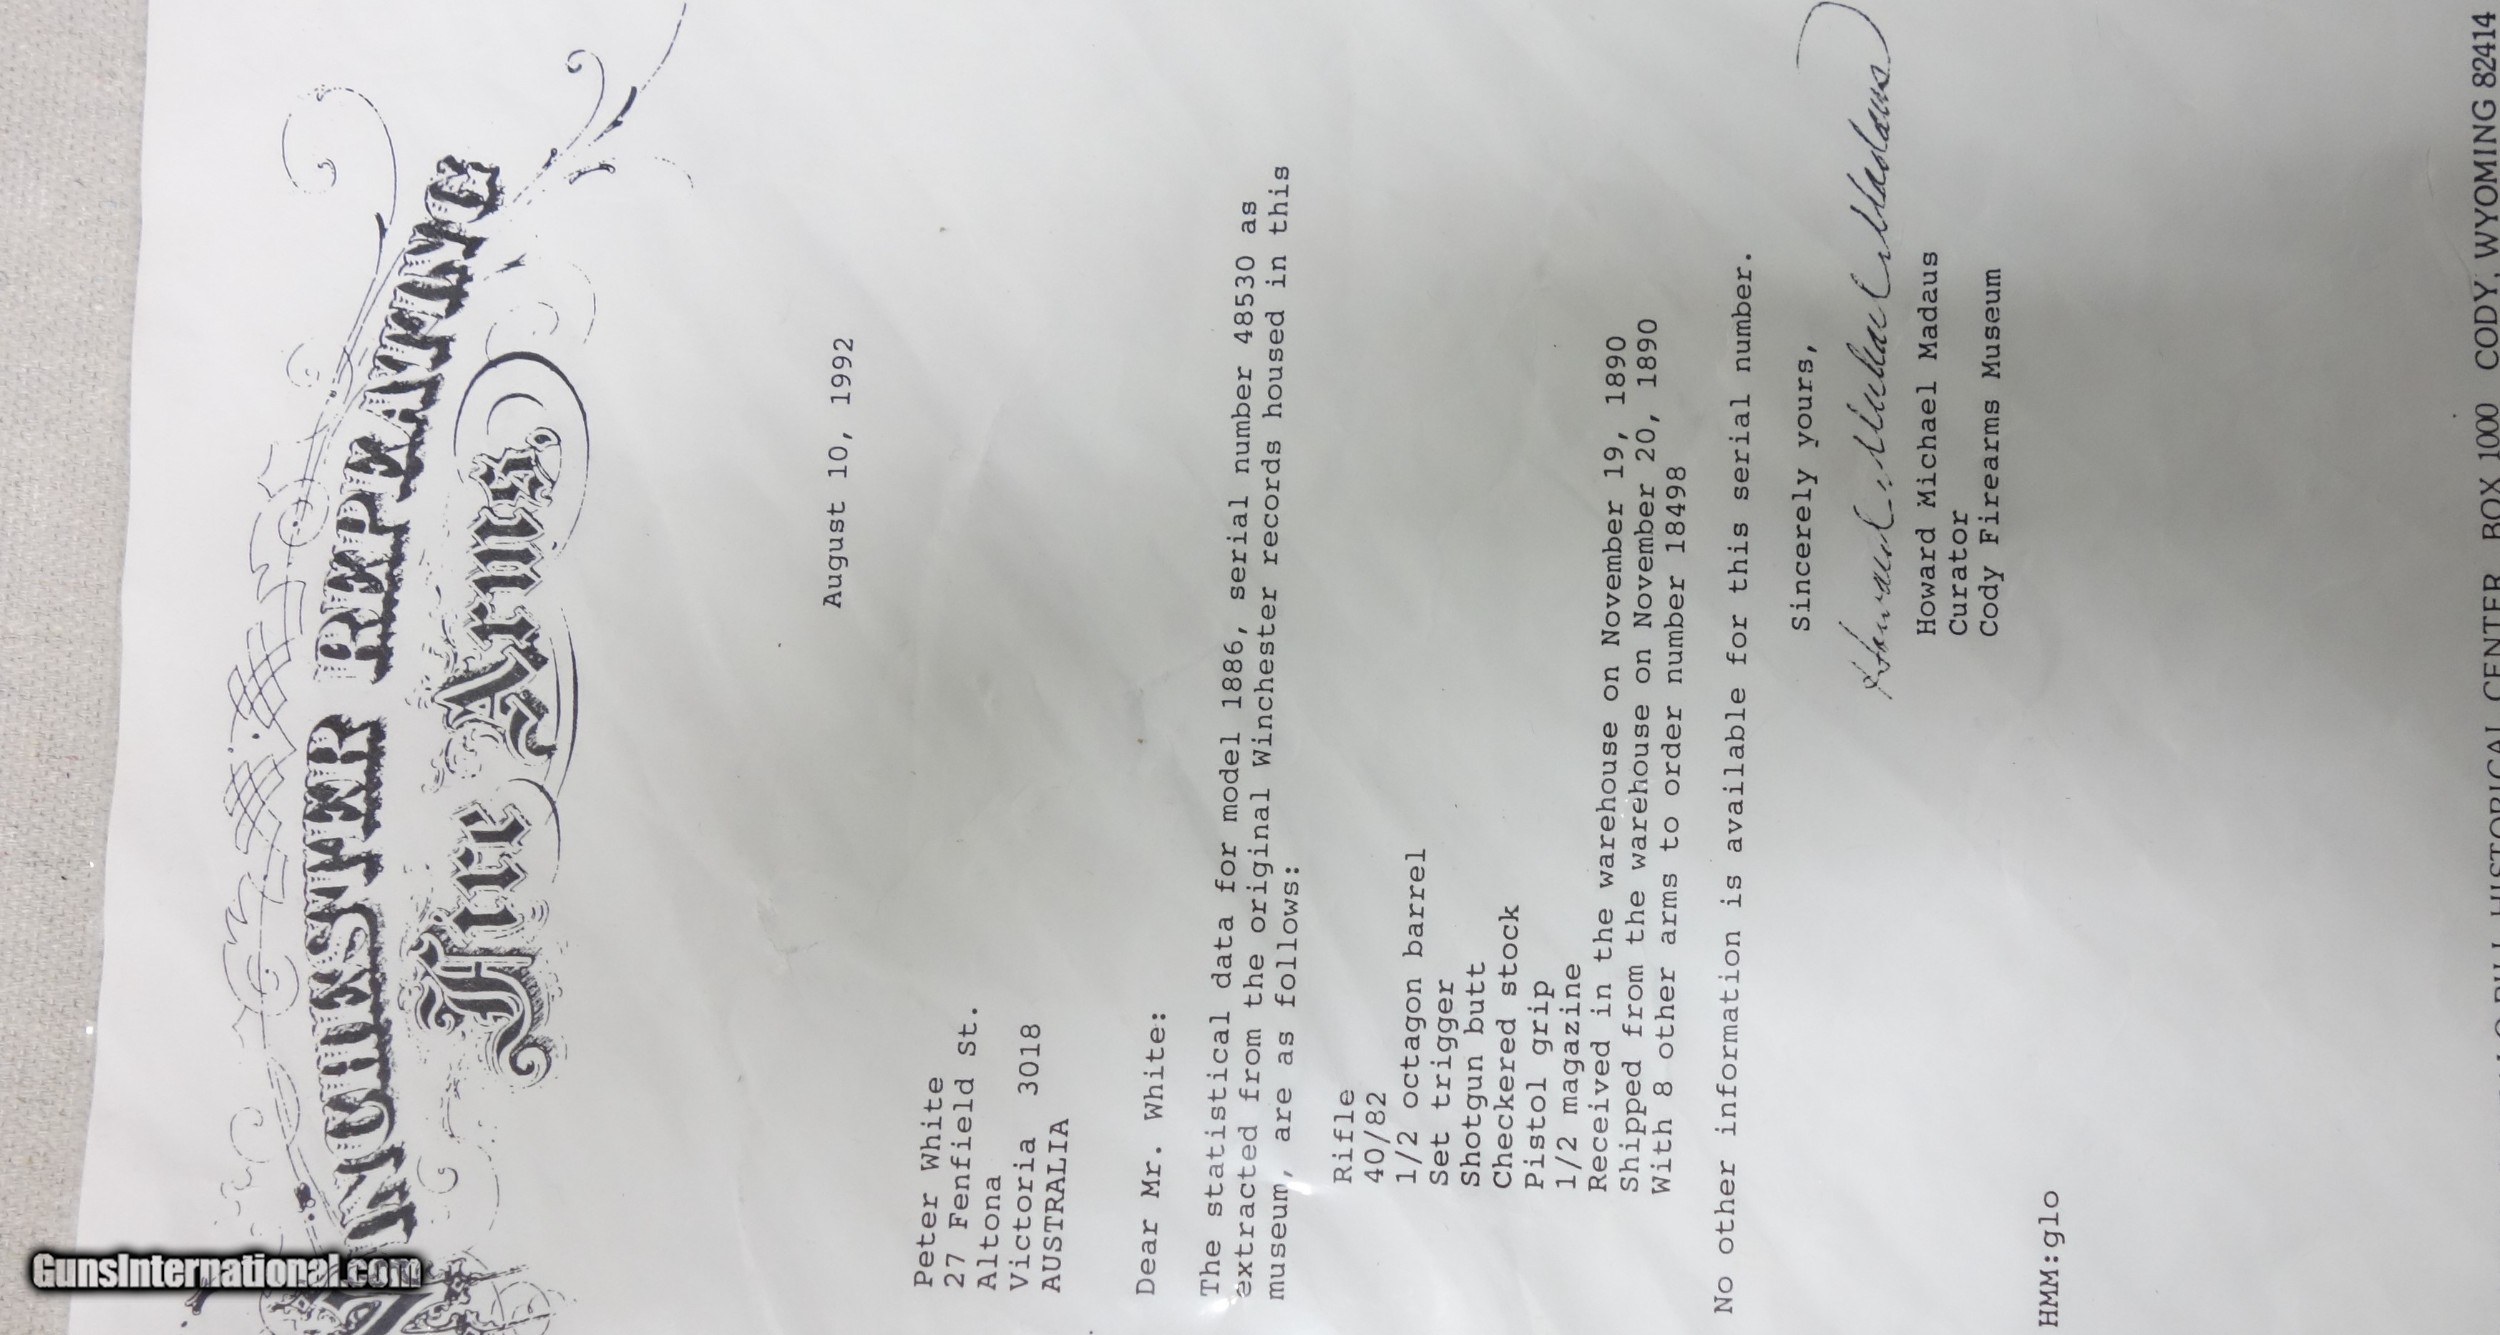 WINCHESTER REPEATING
Fire Arms.
August 10, 1992
Peter White
27 Fenfield St.
Altona
Victoria 3018
AUSTRALIA
Dear Mr. White:
The statistical data for model 1886, serial number 48530 as
extracted from the original Winchester records housed in this
museum, are as follows:
Rifle
40/82
1/2 octagon barrel
Set trigger
Shotgun butt
Checkered stock
Pistol grip
1/2 magazine
Received in the warehouse on November 19, 1890
Shipped from the warehouse on November 20, 1890
With 8 other arms to order number 18498
No other information is available for this serial number.
Sincerely yours,
Howard Michael Madaus
Howard Michael Madaus
Curator
Cody Firearms Museum
HMM:glo
HISTORICAL CENTER BOX 1000 CODY, WYOMING 82414
GunsInternational.com